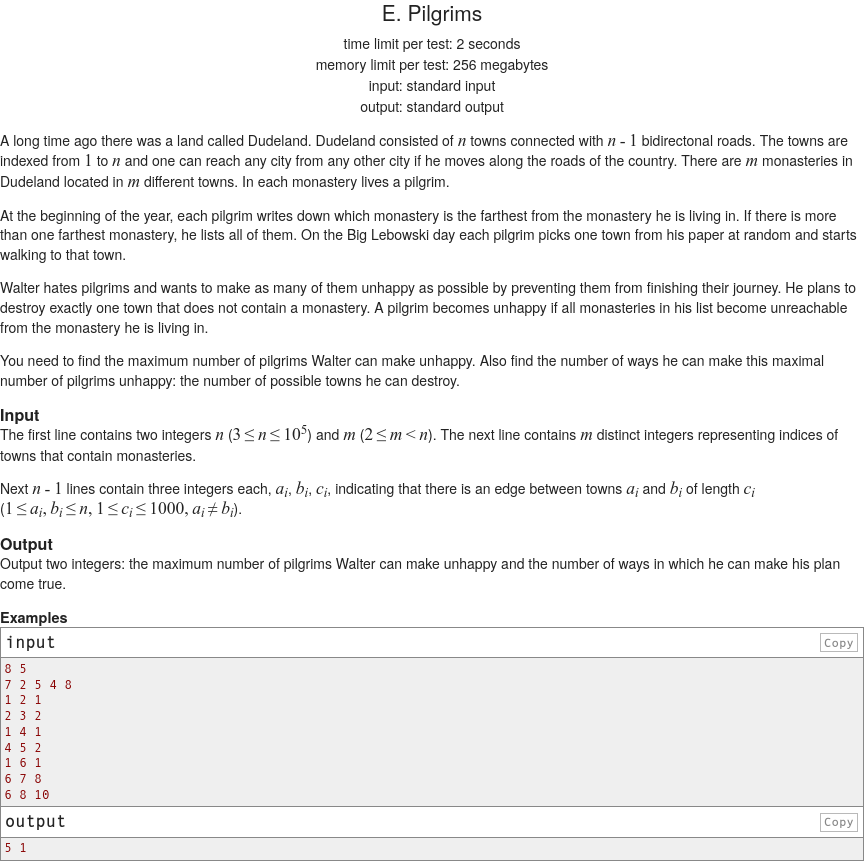 E. Pilgrims
time limit per test: 2 seconds
memory limit per test: 256 megabytes
input: standard input
output: standard output
A long time ago there was a land called Dudeland. Dudeland consisted of n towns connected with n - 1 bidirectonal roads. The towns are
indexed from 1 to n and one can reach any city from any other city if he moves along the roads of the country. There are m monasteries in
Dudeland located in m different towns. In each monastery lives a pilgrim.
At the beginning of the year, each pilgrim writes down which monastery is the farthest from the monastery he is living in. If there is more
than one farthest monastery, he lists all of them. On the Big Lebowski day each pilgrim picks one town from his paper at random and starts
walking to that town.
Walter hates pilgrims and wants to make as many of them unhappy as possible by preventing them from finishing their journey. He plans to
destroy exactly one town that does not contain a monastery. A pilgrim becomes unhappy if all monasteries in his list become unreachable
from the monastery he is living in.
You need to find the maximum number of pilgrims Walter can make unhappy. Also find the number of ways he can make this maximal
number of pilgrims unhappy: the number of possible towns he can destroy.
Input
The first line contains two integers n (3 ≤ n ≤ 10^5) and m (2 ≤ m < n). The next line contains m distinct integers representing indices of
towns that contain monasteries.
Next n - 1 lines contain three integers each, a_i, b_i, c_i, indicating that there is an edge between towns a_i and b_i of length c_i
(1 ≤ a_i, b_i ≤ n, 1 ≤ c_i ≤ 1000, a_i ≠ b_i).
Output
Output two integers: the maximum number of pilgrims Walter can make unhappy and the number of ways in which he can make his plan
come true.
Examples
input Copy
8 5
7 2 5 4 8
1 2 1
2 3 2
1 4 1
4 5 2
1 6 1
6 7 8
6 8 10
output Copy
5 1